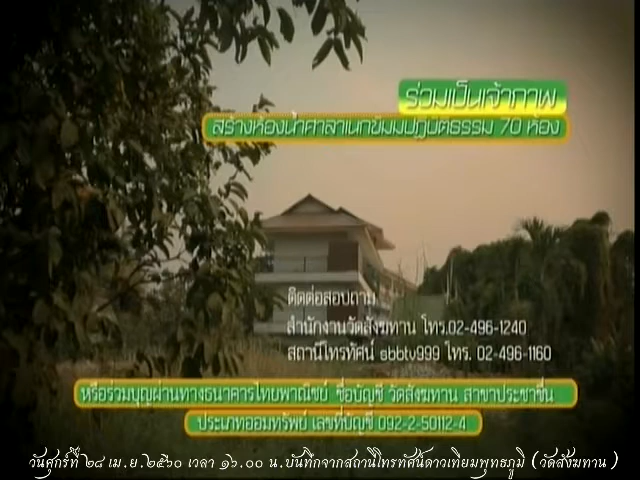 ร่วมเป็นเจ้าภาพ
สร้างห้องน้ำศาลาเนกขัมมปฏิบัติธรรม 70 ห้อง
ติดต่อสอบถาม
สำนักงานวัดสังฆทาน โทร.02-496-1240
สถานีโทรทัศน์ sbbtv999 โทร. 02-496-1160
หรือร่วมบุญผ่านทางธนาคารไทยพาณิชย์ ชื่อบัญชี วัดสังฆทาน สาขาประชาชื่น
ประเภทออมทรัพย์ เลขที่บัญชี 092-2-50112-4
วันศุกร์ที่ ๒๘ เม.ย.๒๕๖๐ เวลา ๑๖.๐๐ น.บันทึกจากสถานีโทรทัศน์ดาวเทียมพุทธภูมิ (วัดสังฆทาน)